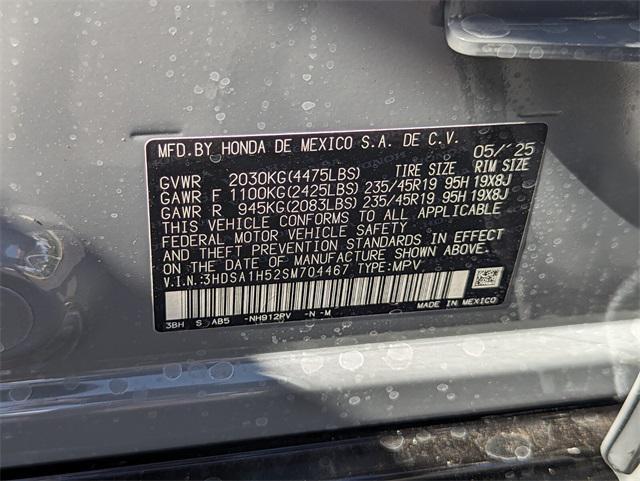 MFD.BY HONDA DE MEXICO S.A. DE C.V. 05/'25
GVWR 2030KG(4475LBS) TIRE SIZE RIM SIZE
GAWR F 1100KG(2425LBS) 235/45R19 95H 19X8J
GAWR R 945KG(2083LBS) 235/45R19 95H 19X8J
THIS VEHICLE CONFORMS TO ALL APPLICABLE
FEDERAL MOTOR VEHICLE SAFETY
AND THEFT PREVENTION STANDARDS IN EFFECT
ON THE DATE OF MANUFACTURE SHOWN ABOVE.
V.I.N.:3HDSA1H52SM704467 TYPE:MPV
MADE IN MEXICO
3BH S AB5 -NH912PV -N -M